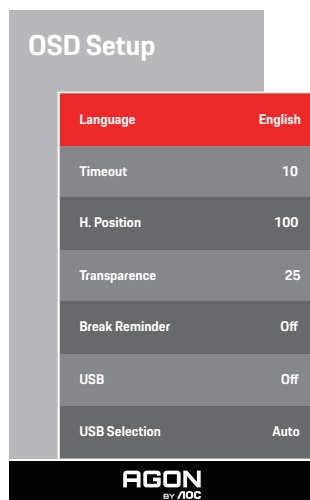 OSD Setup
Language English
Timeout 10
H. Position 100
Transparence 25
Break Reminder Off
USB Off
USB Selection Auto
AGON
BY AOC